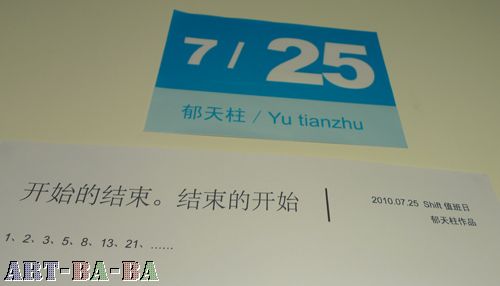 7 / 25
郁天柱 / Yu tianzhu
开始的结束。结束的开始
2010.07.25 Shift 值班日
郁天柱作品
1、2、3、5、8、13、21、……
ART-BA-BA